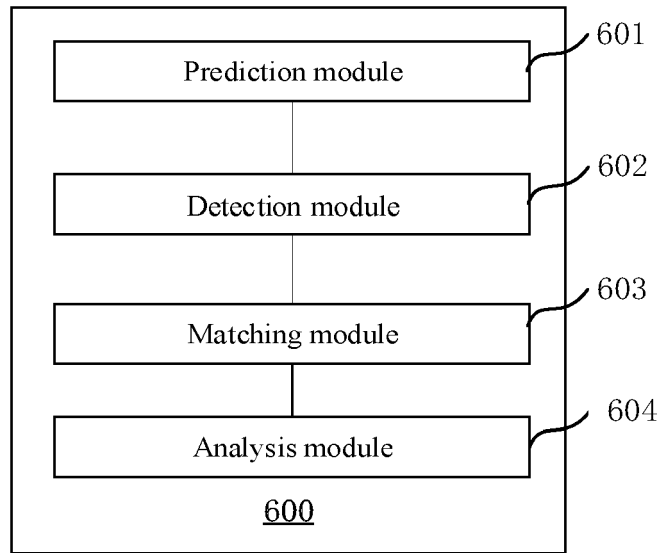 601
Prediction module
602
Detection module
603
Matching module
604
Analysis module
600